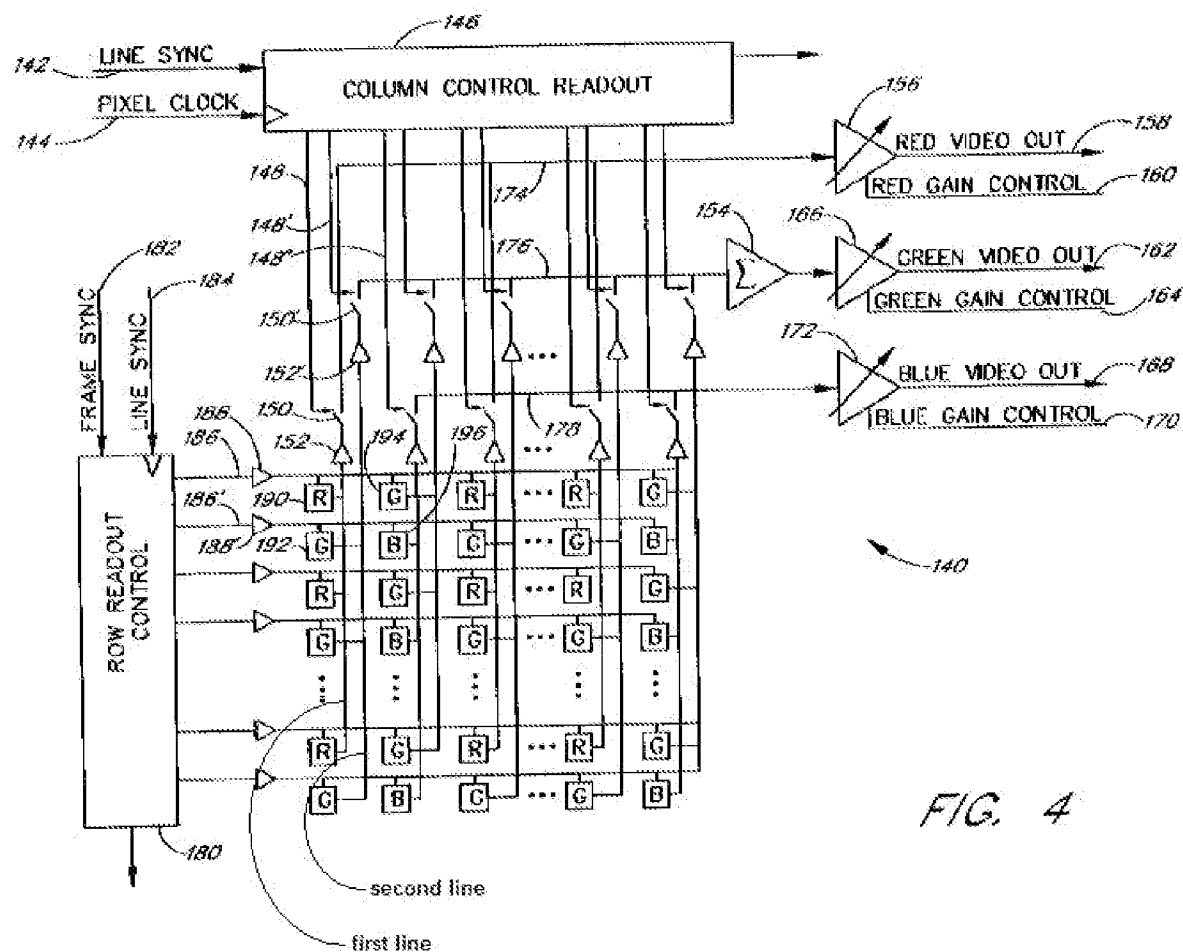 146
LINE SYNC
142
COLUMN CONTROL READOUT
PIXEL CLOCK
144
156
RED VIDEO OUT
158
RED GAIN CONTROL
160
148
174
148'
148"
176
154
Σ
166
GREEN VIDEO OUT
162
GREEN GAIN CONTROL
164
182
184
FRAME SYNC
LINE SYNC
150'
152'
172
BLUE VIDEO OUT
168
BLUE GAIN CONTROL
170
150
152
194
196
178
188
186
190
R G R R G
186'
188'
192
G B G G B
R G R R G
G B G G B
R G R R G
G B G G B
ROW READOUT CONTROL
140
180
FIG. 4
second line
first line